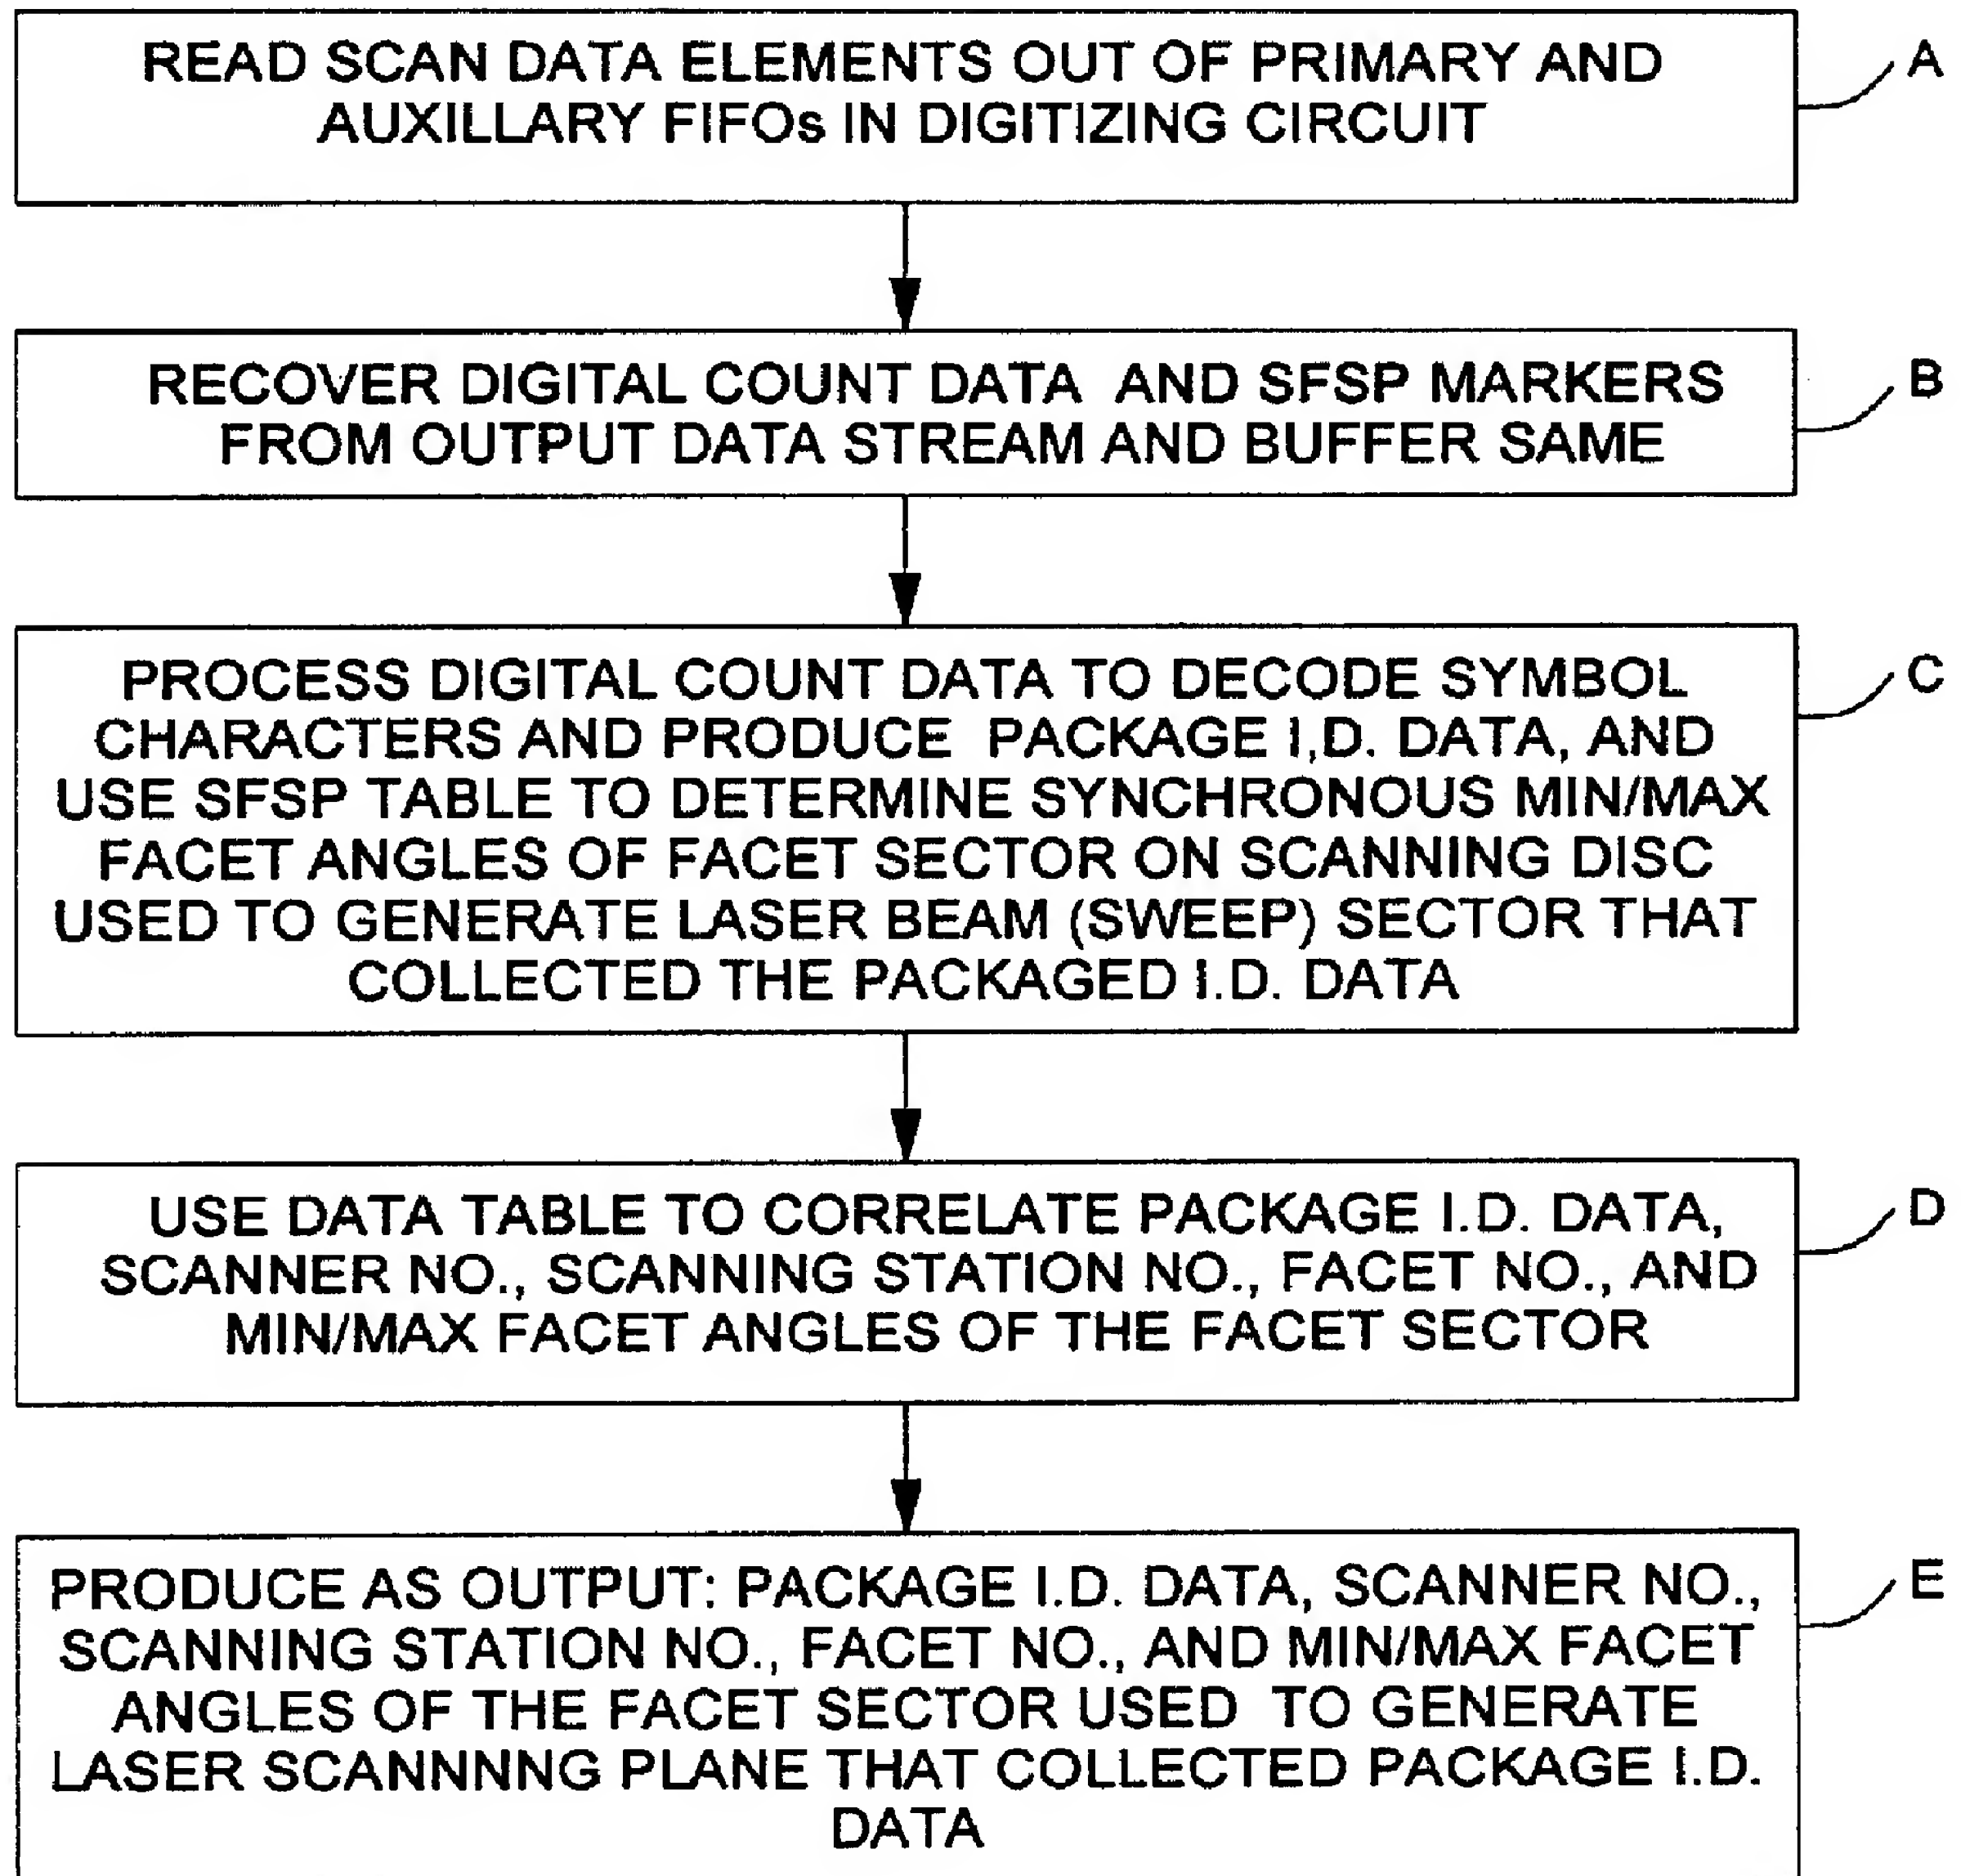 READ SCAN DATA ELEMENTS OUT OF PRIMARY AND
AUXILLARY FIFOs IN DIGITIZING CIRCUIT
A
RECOVER DIGITAL COUNT DATA AND SFSP MARKERS
FROM OUTPUT DATA STREAM AND BUFFER SAME
B
PROCESS DIGITAL COUNT DATA TO DECODE SYMBOL
CHARACTERS AND PRODUCE PACKAGE I,D. DATA, AND
USE SFSP TABLE TO DETERMINE SYNCHRONOUS MIN/MAX
FACET ANGLES OF FACET SECTOR ON SCANNING DISC
USED TO GENERATE LASER BEAM (SWEEP) SECTOR THAT
COLLECTED THE PACKAGED I.D. DATA
C
USE DATA TABLE TO CORRELATE PACKAGE I.D. DATA,
SCANNER NO., SCANNING STATION NO., FACET NO., AND
MIN/MAX FACET ANGLES OF THE FACET SECTOR
D
PRODUCE AS OUTPUT: PACKAGE I.D. DATA, SCANNER NO.,
SCANNING STATION NO., FACET NO., AND MIN/MAX FACET
ANGLES OF THE FACET SECTOR USED TO GENERATE
LASER SCANNNNG PLANE THAT COLLECTED PACKAGE I.D.
DATA
E